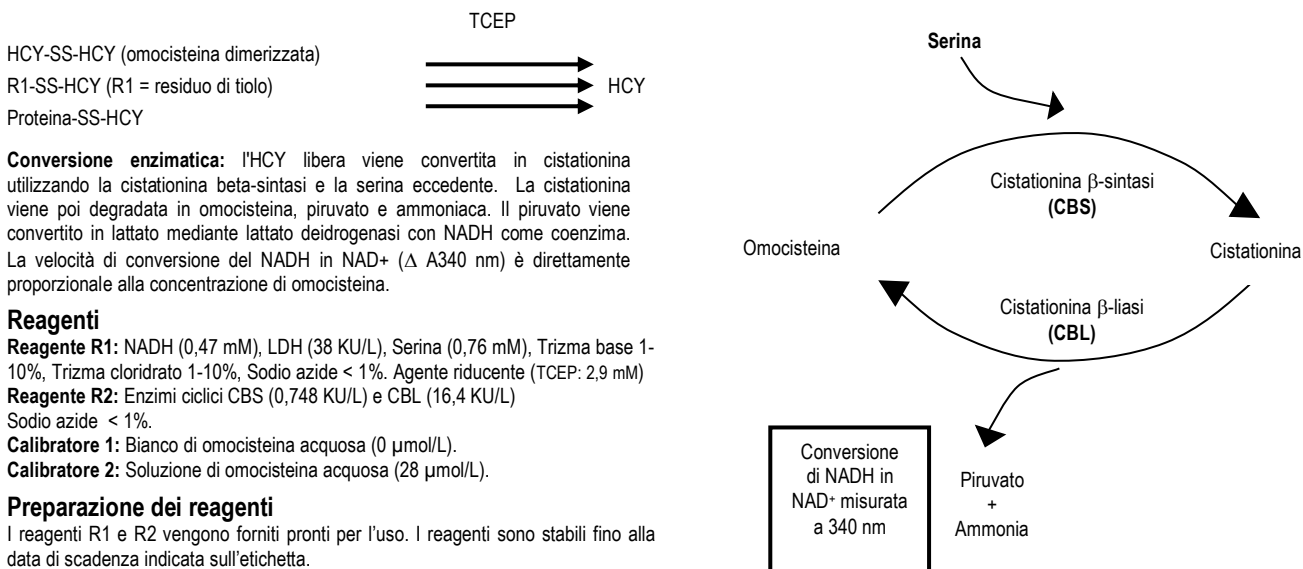 TCEP
HCY-SS-HCY (omocisteina dimerizzata)
R1-SS-HCY (R1 = residuo di tiolo)
HCY
Proteina-SS-HCY
Conversione enzimatica: l'HCY libera viene convertita in cistationina
utilizzando la cistationina beta-sintasi e la serina eccedente. La cistationina
viene poi degradata in omocisteina, piruvato e ammoniaca. Il piruvato viene
convertito in lattato mediante lattato deidrogenasi con NADH come coenzima.
La velocità di conversione del NADH in NAD+ (Δ A340 nm) è direttamente
proporzionale alla concentrazione di omocisteina.
Reagenti
Reagente R1: NADH (0,47 mM), LDH (38 KU/L), Serina (0,76 mM), Trizma base 1-
10%, Trizma cloridrato 1-10%, Sodio azide < 1%. Agente riducente (TCEP: 2,9 mM)
Reagente R2: Enzimi ciclici CBS (0,748 KU/L) e CBL (16,4 KU/L)
Sodio azide < 1%.
Calibratore 1: Bianco di omocisteina acquosa (0 µmol/L).
Calibratore 2: Soluzione di omocisteina acquosa (28 µmol/L).
Preparazione dei reagenti
I reagenti R1 e R2 vengono forniti pronti per l'uso. I reagenti sono stabili fino alla
data di scadenza indicata sull'etichetta.
Serina
Cistationina β-sintasi
(CBS)
Omocisteina
Cistationina
Cistationina β-liasi
(CBL)
Conversione
di NADH in
NAD+ misurata
a 340 nm
Piruvato
+
Ammonia